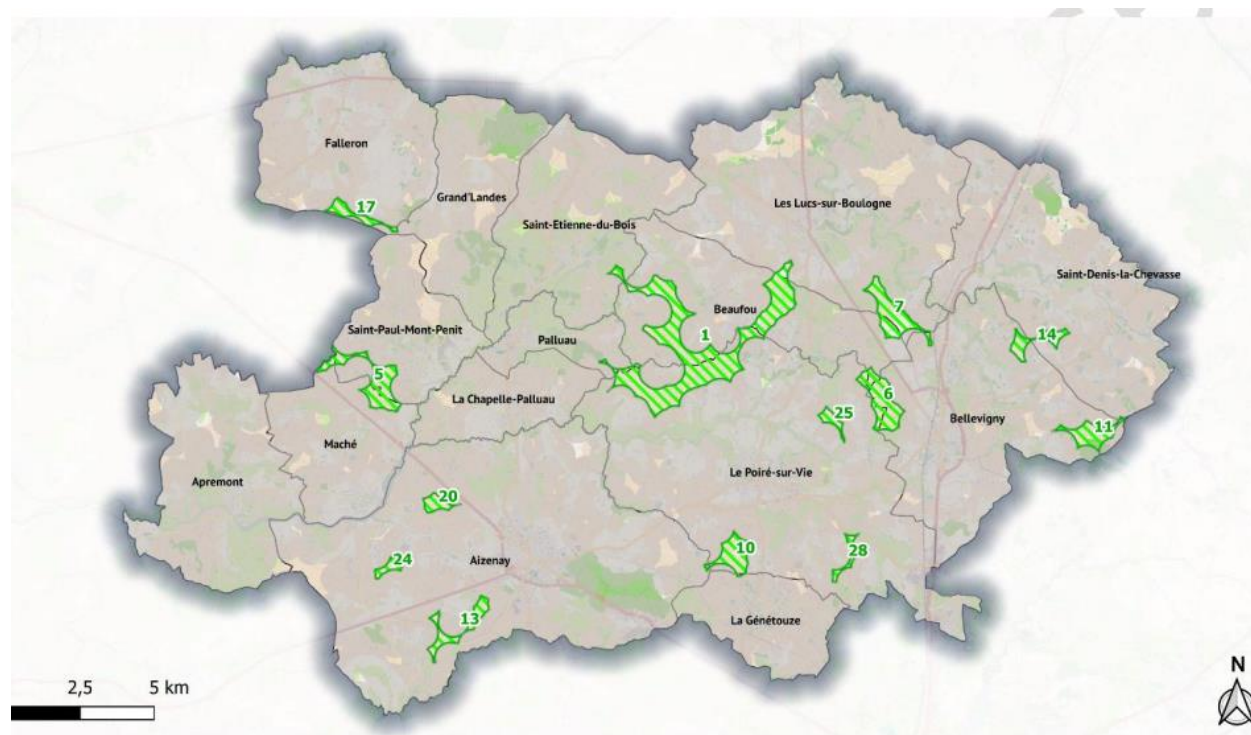 Falleron
17
Grand'Landes
Les Lucs-sur-Boulogne
Saint-Etienne-du-Bois
Saint-Denis-la-Chevasse
Beaufou
7
Saint-Paul-Mont-Penit
1
Palluau
14
5
La Chapelle-Palluau
6
25
Bellevigny
11
Maché
Le Poiré-sur-Vie
Apremont
20
10
28
24
Aizenay
13
La Génétouze
N
2,5 5 km